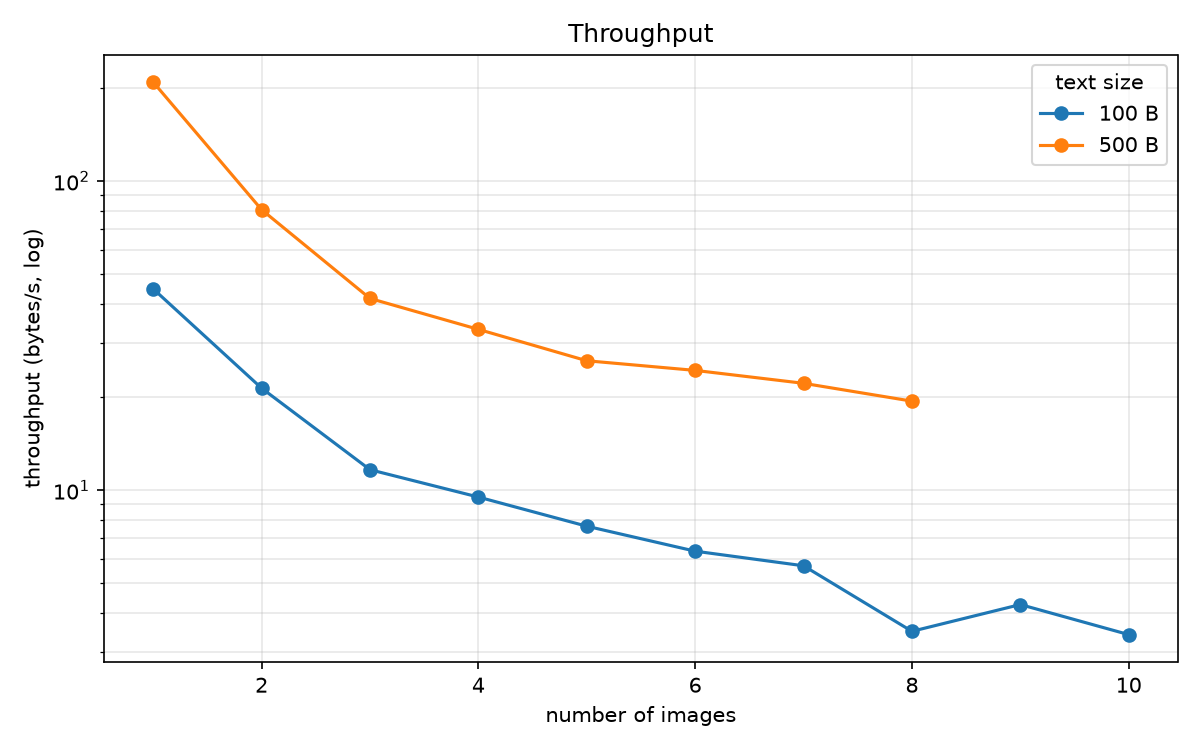 Throughput
text size
100 B
500 B
throughput (bytes/s, log)
10²
10¹
2 4 6 8 10
number of images